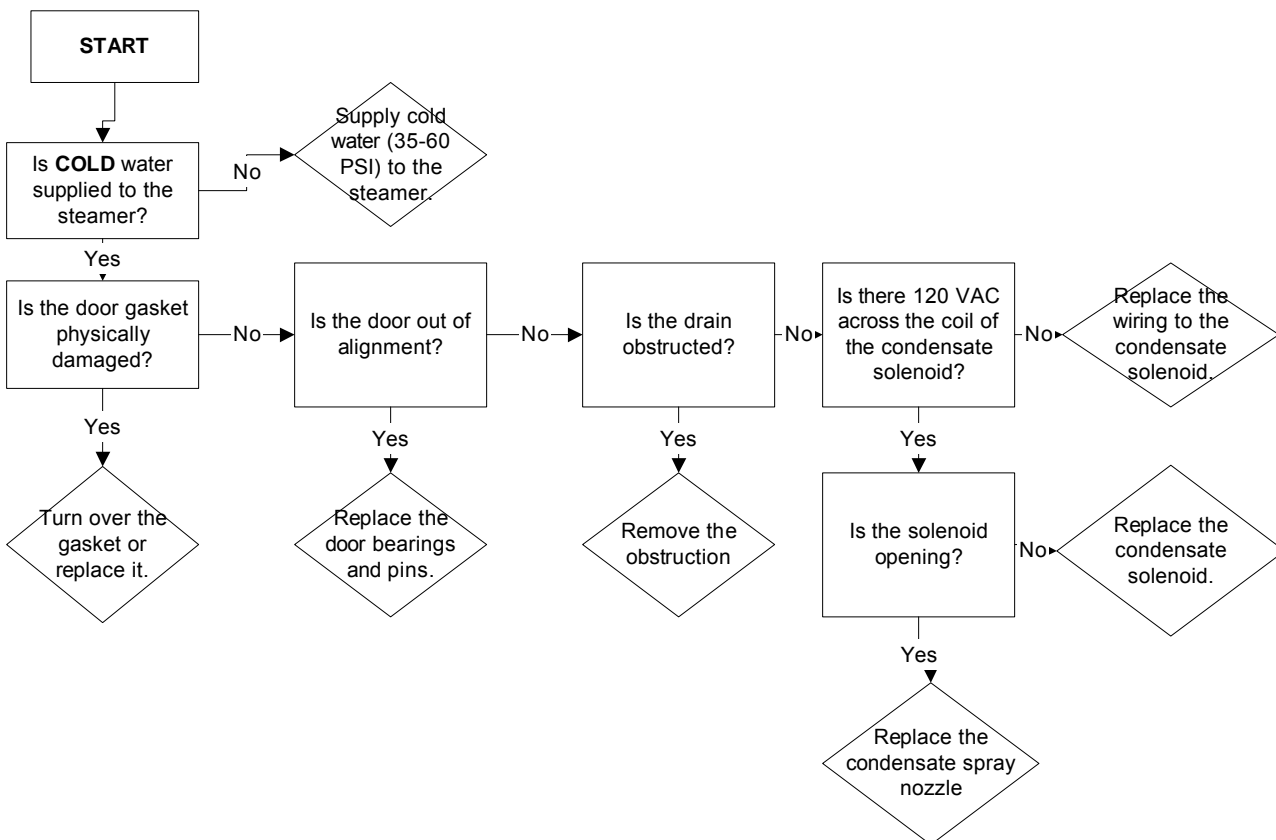 START
Supply cold
water (35-60
PSI) to the
steamer.
Is COLD water
supplied to the
steamer?
No
Yes
Is the door gasket
physically
damaged?
No
Is the door out of
alignment?
No
Is the drain
obstructed?
No
Is there 120 VAC
across the coil of
the condensate
solenoid?
No
Replace the
wiring to the
condensate
solenoid.
Yes
Yes
Yes
Yes
Turn over the
gasket or
replace it.
Replace the
door bearings
and pins.
Remove the
obstruction
Is the solenoid
opening?
No
Replace the
condensate
solenoid.
Yes
Replace the
condensate spray
nozzle